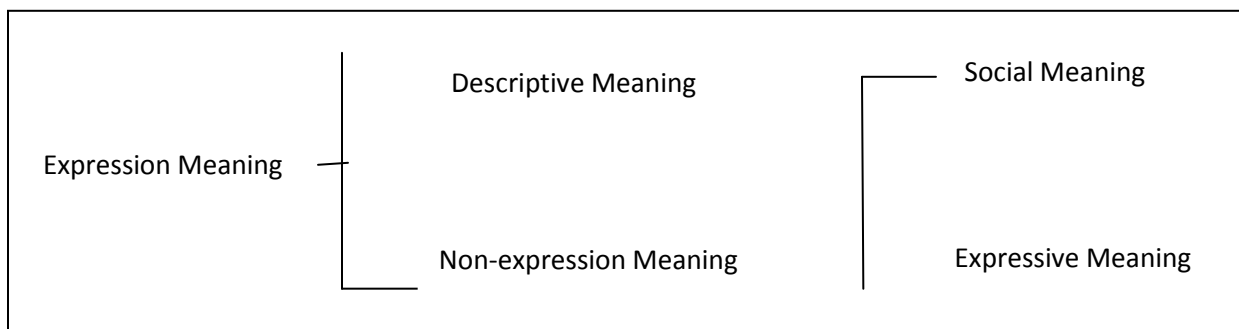 Social Meaning
Descriptive Meaning
Expression Meaning
Non-expression Meaning
Expressive Meaning